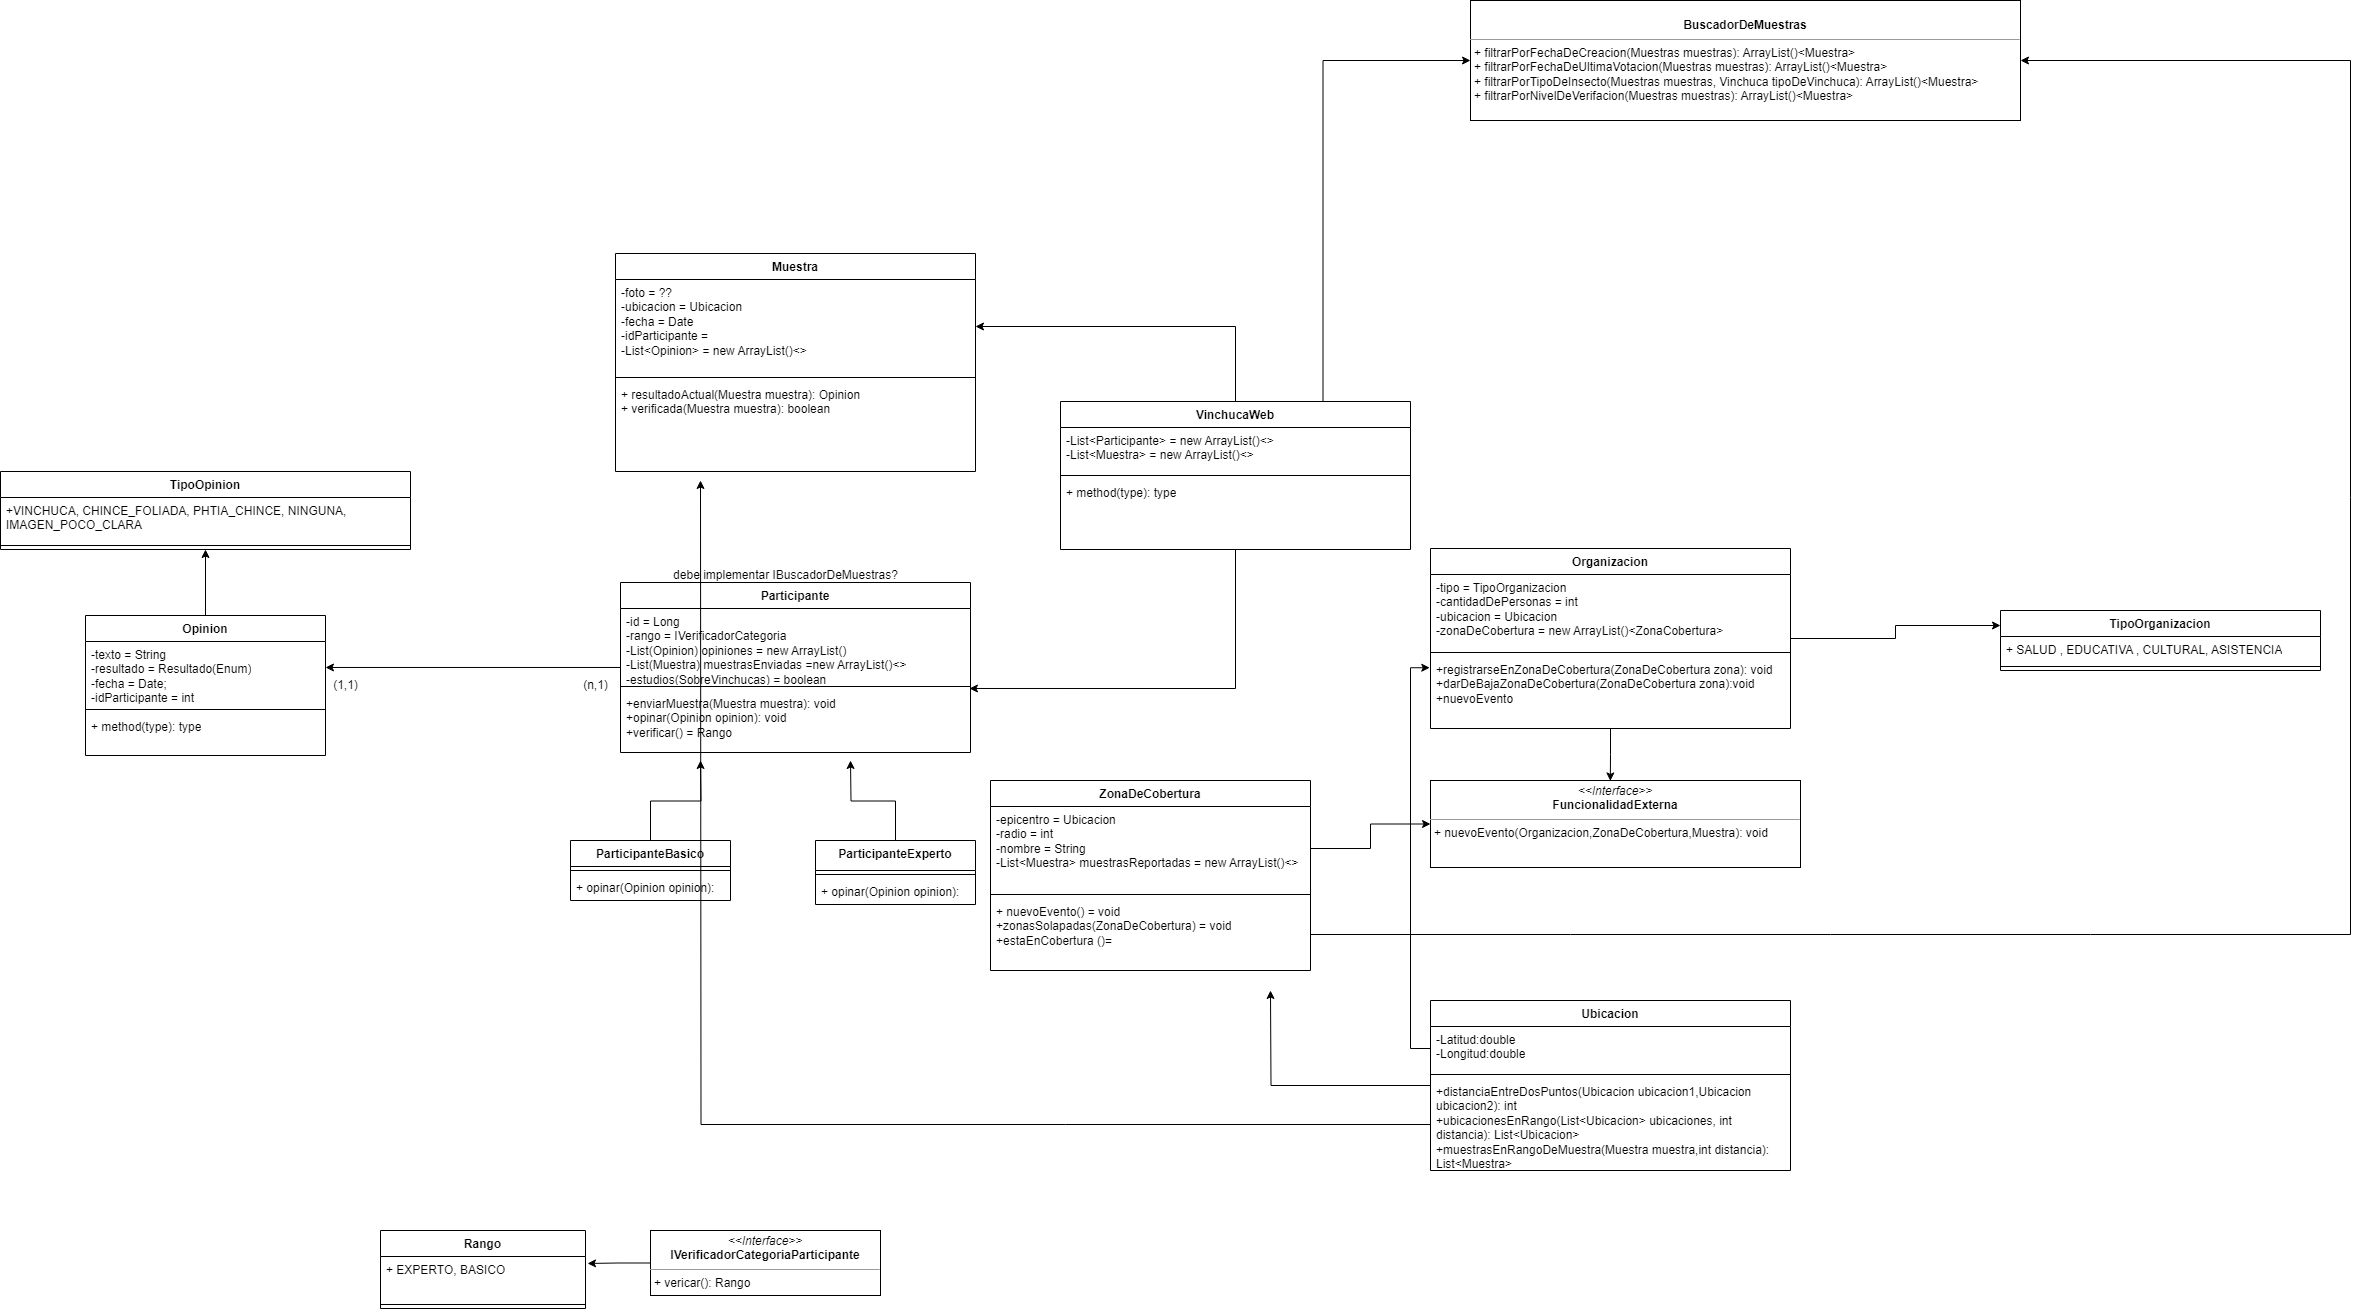 BuscadorDeMuestras
+ filtrarPorFechaDeCreacion(Muestras muestras): ArrayList()<Muestra>
+ filtrarPorFechaDeUltimaVotacion(Muestras muestras): ArrayList()<Muestra>
+ filtrarPorTipoDeInsecto(Muestras muestras, Vinchuca tipoDeVinchuca): ArrayList()<Muestra>
+ filtrarPorNivelDeVerifacion(Muestras muestras): ArrayList()<Muestra>
Muestra
-foto = ??
-ubicacion = Ubicacion
-fecha = Date
-idParticipante =
-List<Opinion> = new ArrayList()<>
+ resultadoActual(Muestra muestra): Opinion
+ verificada(Muestra muestra): boolean
VinchucaWeb
-List<Participante> = new ArrayList()<>
-List<Muestra> = new ArrayList()<>
+ method(type): type
TipoOpinion
+VINCHUCA, CHINCE_FOLIADA, PHTIA_CHINCE, NINGUNA,
IMAGEN_POCO_CLARA
Opinion
-texto = String
-resultado = Resultado(Enum)
-fecha = Date;
-idParticipante = int
+ method(type): type
(1,1)
(n,1)
debe implementar IBuscadorDeMuestras?
Participante
-id = Long
-rango = IVerificadorCategoria
-List(Opinion) opiniones = new ArrayList()
-List(Muestra) muestrasEnviadas =new ArrayList()<>
-estudios(SobreVinchucas) = boolean
+enviarMuestra(Muestra muestra): void
+opinar(Opinion opinion): void
+verificar() = Rango
Organizacion
-tipo = TipoOrganizacion
-cantidadDePersonas = int
-ubicacion = Ubicacion
-zonaDeCobertura = new ArrayList()<ZonaCobertura>
+registrarseEnZonaDeCobertura(ZonaDeCobertura zona): void
+darDeBajaZonaDeCobertura(ZonaDeCobertura zona):void
+nuevoEvento
TipoOrganizacion
+ SALUD , EDUCATIVA , CULTURAL, ASISTENCIA
ParticipanteBasico
+ opinar(Opinion opinion):
ParticipanteExperto
+ opinar(Opinion opinion):
ZonaDeCobertura
-epicentro = Ubicacion
-radio = int
-nombre = String
-List<Muestra> muestrasReportadas = new ArrayList()<>
+ nuevoEvento() = void
+zonasSolapadas(ZonaDeCobertura) = void
+estaEnCobertura ()=
<<Interface>>
FuncionalidadExterna
+ nuevoEvento(Organizacion,ZonaDeCobertura,Muestra): void
Ubicacion
-Latitud:double
-Longitud:double
+distanciaEntreDosPuntos(Ubicacion ubicacion1,Ubicacion
ubicacion2): int
+ubicacionesEnRango(List<Ubicacion> ubicaciones, int
distancia): List<Ubicacion>
+muestrasEnRangoDeMuestra(Muestra muestra,int distancia):
List<Muestra>
Rango
+ EXPERTO, BASICO
<<Interface>>
IVerificadorCategoriaParticipante
+ vericar(): Rango